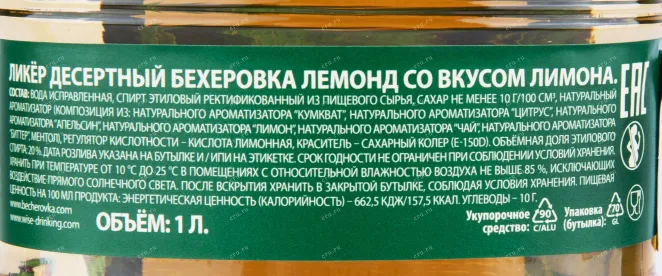 ЛИКЁР ДЕСЕРТНЫЙ БЕХЕРОВКА ЛЕМОНД СО ВКУСОМ ЛИМОНА.
СОСТАВ: ВОДА ИСПРАВЛЕННАЯ, СПИРТ ЭТИЛОВЫЙ РЕКТИФИКОВАННЫЙ ИЗ ПИЩЕВОГО СЫРЬЯ, САХАР НЕ МЕНЕЕ 10 Г/100 СМ³, НАТУРАЛЬНЫЙ
АРОМАТИЗАТОР (КОМПОЗИЦИЯ ИЗ: НАТУРАЛЬНОГО АРОМАТИЗАТОРА "КУМКВАТ", НАТУРАЛЬНОГО АРОМАТИЗАТОРА "ЦИТРУС", НАТУРАЛЬНОГО
АРОМАТИЗАТОРА "АПЕЛЬСИН", НАТУРАЛЬНОГО АРОМАТИЗАТОРА "ЛИМОН", НАТУРАЛЬНОГО АРОМАТИЗАТОРА "ЧАЙ", НАТУРАЛЬНОГО АРОМАТИЗАТОРА
"БИТТЕР", МЕНТОЛ), РЕГУЛЯТОР КИСЛОТНОСТИ - КИСЛОТА ЛИМОННАЯ, КРАСИТЕЛЬ – САХАРНЫЙ КОЛЕР (Е-150D). ОБЪЁМНАЯ ДОЛЯ ЭТИЛОВОГО
СПИРТА: 20%. ДАТА РОЗЛИВА УКАЗАНА НА БУТЫЛКЕ И / ИЛИ НА ЭТИКЕТКЕ. СРОК ГОДНОСТИ НЕ ОГРАНИЧЕН ПРИ СОБЛЮДЕНИИ УСЛОВИЙ ХРАНЕНИЯ.
ХРАНИТЬ ПРИ ТЕМПЕРАТУРЕ ОТ 10 °С ДО 25 °С В ПОМЕЩЕНИЯХ С ОТНОСИТЕЛЬНОЙ ВЛАЖНОСТЬЮ ВОЗДУХА НЕ ВЫШЕ 85 %, ИСКЛЮЧАЮЩИХ
ВОЗДЕЙСТВИЕ ПРЯМОГО СОЛНЕЧНОГО СВЕТА. ПОСЛЕ ВСКРЫТИЯ ХРАНИТЬ В ЗАКРЫТОЙ БУТЫЛКЕ, СОБЛЮДАЯ УСЛОВИЯ ХРАНЕНИЯ. ПИЩЕВАЯ
ЦЕННОСТЬ НА 100 МЛ ПРОДУКТА: ЭНЕРГЕТИЧЕСКАЯ ЦЕННОСТЬ (КАЛОРИЙНОСТЬ) - 662,5 КДЖ/157,5 ККАЛ. УГЛЕВОДЫ – 10 Г.
www.becherovka.com
www.wise-drinking.com
ОБЪЁМ: 1 Л.
Укупорочное средство:
90
C/ALU
Упаковка (бутылка):
70
GL
EAC